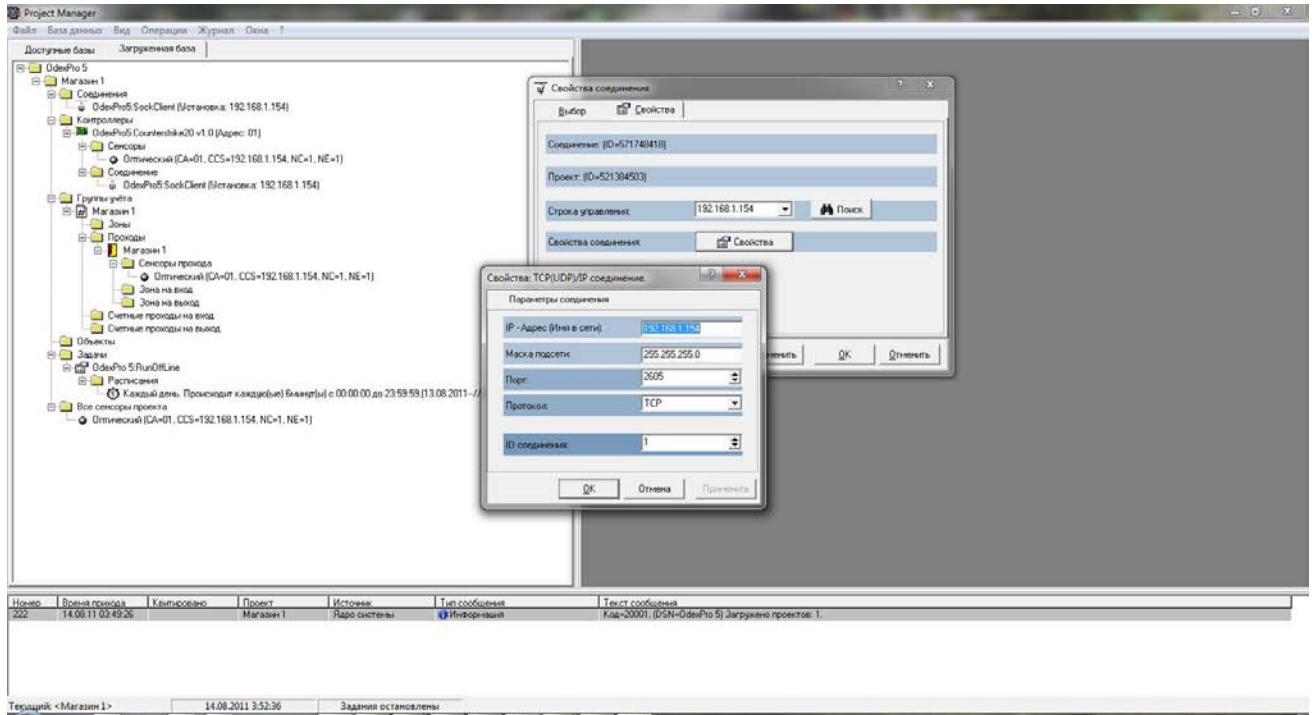 Project Manager
Файл База данных Вид Операции Журнал Окна ?
Доступные базы Загруженная база
OdexPro 5
Магазин 1
Соединения
OdexPro5:SockClient (Установка: 192.168.1.154)
Контроллеры
OdexPro5:Counterstrike20 v1.0 (Адрес: 01)
Сенсоры
Оптический (CA=01, CCS=192.168.1.154, NC=1, NE=1)
Соединение
OdexPro5:SockClient (Установка: 192.168.1.154)
Группы учёта
Магазин 1
Зоны
Проходы
Магазин 1
Сенсоры прохода
Оптический (CA=01, CCS=192.168.1.154, NC=1, NE=1)
Зона на вход
Зона на выход
Счетные проходы на вход
Счетные проходы на выход
Объекты
Задачи
OdexPro 5:RunOffLine
Расписания
Каждый день. Происходит каждую(ые) 6 минут(ы) с 00:00:00 до 23:59:59 (13.08.2011--//
Все сенсоры проекта
Оптический (CA=01, CCS=192.168.1.154, NC=1, NE=1)
Свойства соединения
Выбор Свойства
Соединение: (ID=571748418)
Проект: (ID=521384503)
Строка управления: 192.168.1.154 Поиск
Свойства соединения: Свойства
OK Отменить
Свойства: TCP(UDP)/IP соединение.
Параметры соединения
IP - Адрес (Имя в сети): 192.168.1.154
Маска подсети: 255.255.255.0
Порт: 2605
Протокол: TCP
ID соединения: 1
OK Отмена Применить
Номер Время прихода Квитировано Проект Источник Тип сообщения Текст сообщения
222 14.08.11 03:49:26 Магазин 1 Ядро системы Информация Код=20001, (DSN=OdexPro 5) Загружено проектов: 1.
Текущий: <Магазин 1> 14.08.2011 3:52:36 Задания остановлены